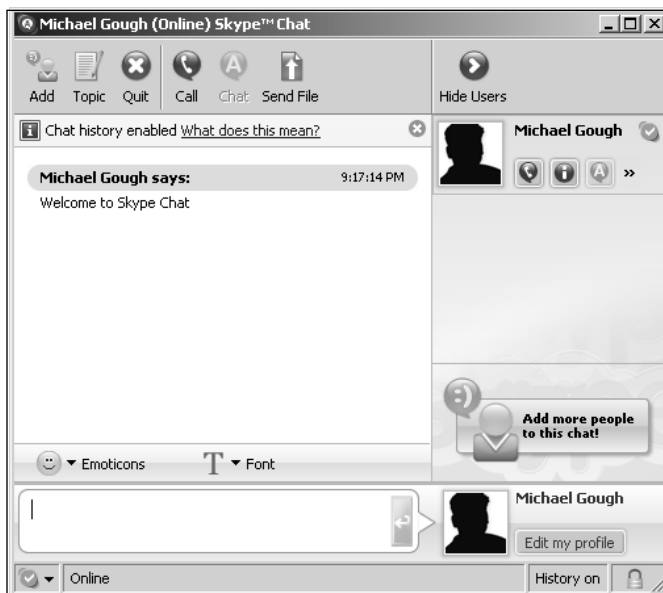 Michael Gough (Online) Skype™ Chat
Add Topic Quit Call Chat Send File Hide Users
Chat history enabled What does this mean?
Michael Gough
Michael Gough says: 9:17:14 PM
Welcome to Skype Chat
Add more people
to this chat!
Emoticons Font
Michael Gough
Edit my profile
Online History on